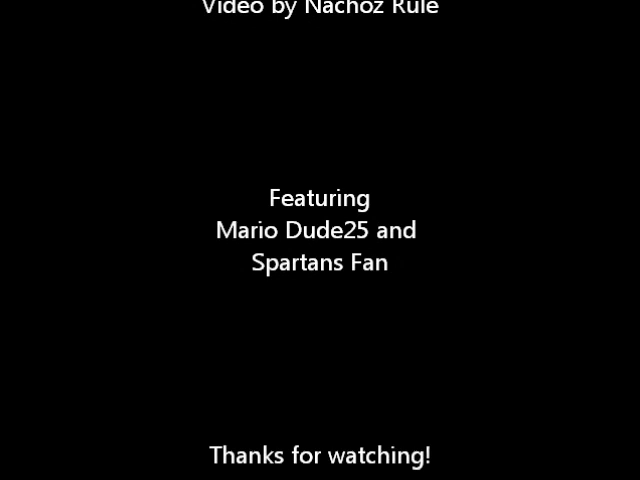 Video by Nachoz Rule
Featuring
Mario Dude25 and
Spartans Fan
Thanks for watching!